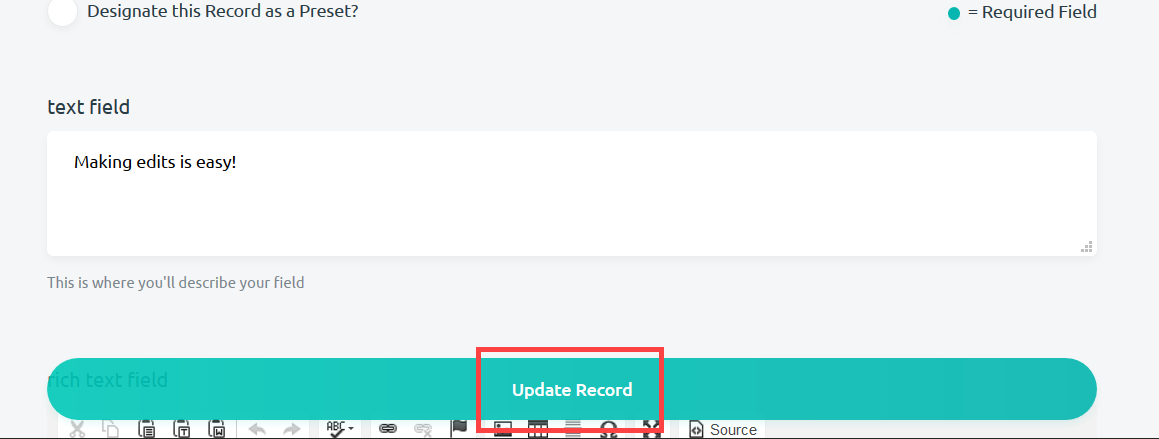 Designate this Record as a Preset?
= Required Field
text field
Making edits is easy!
This is where you'll describe your field
rich text field
Update Record
ABC
Source